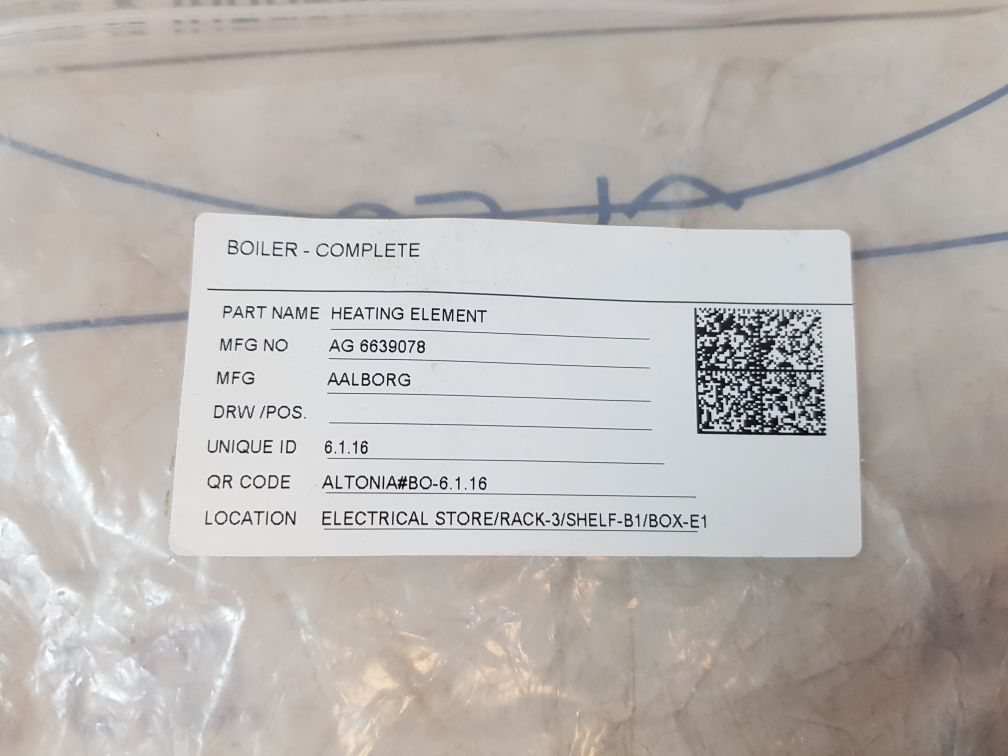 BOILER - COMPLETE
PART NAME HEATING ELEMENT
MFG NO AG 6639078
MFG AALBORG
DRW /POS.
UNIQUE ID 6.1.16
QR CODE ALTONIA#BO-6.1.16
LOCATION ELECTRICAL STORE/RACK-3/SHELF-B1/BOX-E1